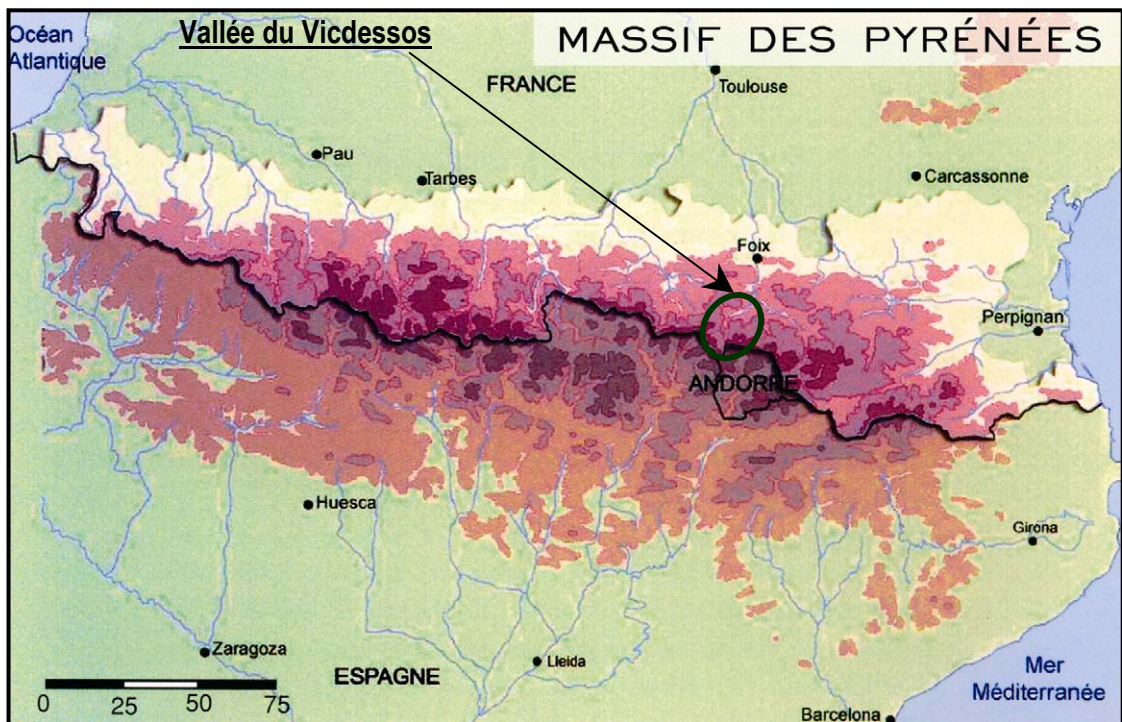 Océan
Atlantique
Vallée du Vicdessos
MASSIF DES PYRÉNÉES
FRANCE
Toulouse
Pau
Tarbes
Carcassonne
Foix
Perpignan
ANDORRE
Huesca
Girona
Zaragoza
Lleida
ESPAGNE
Mer
Méditerranée
0 25 50 75
Barcelona